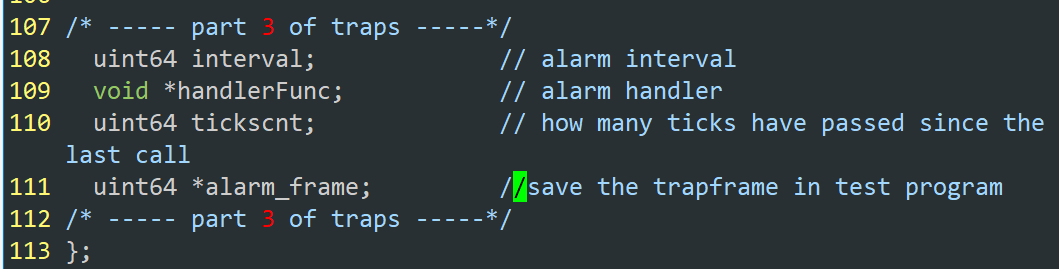 107 /* ----- part 3 of traps -----*/
108   uint64 interval;             // alarm interval
109   void *handlerFunc;           // alarm handler
110   uint64 tickscnt;             // how many ticks have passed since the
last call
111   uint64 *alarm_frame;         //save the trapframe in test program
112 /* ----- part 3 of traps -----*/
113 };